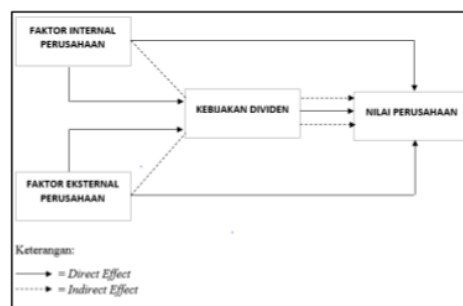 FAKTOR INTERNAL
PERUSAHAAN
KEBIJAKAN DIVIDEN
NILAI PERUSAHAAN
FAKTOR EKSTERNAL
PERUSAHAAN
Keterangan:
= Direct Effect
= Indirect Effect